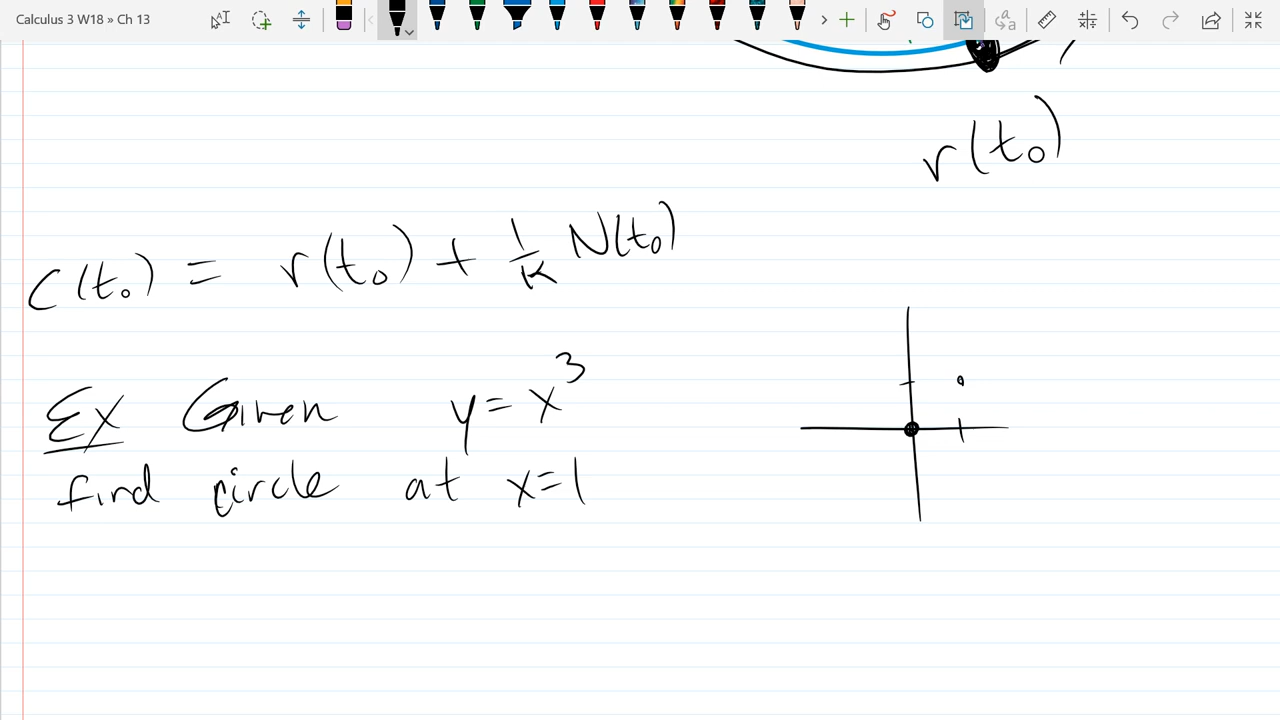 Calculus 3 W18 » Ch 13
r(t₀)
C(t₀) = r(t₀) + 1/K N(t₀)
Ex Given y = x³
find circle at x=1